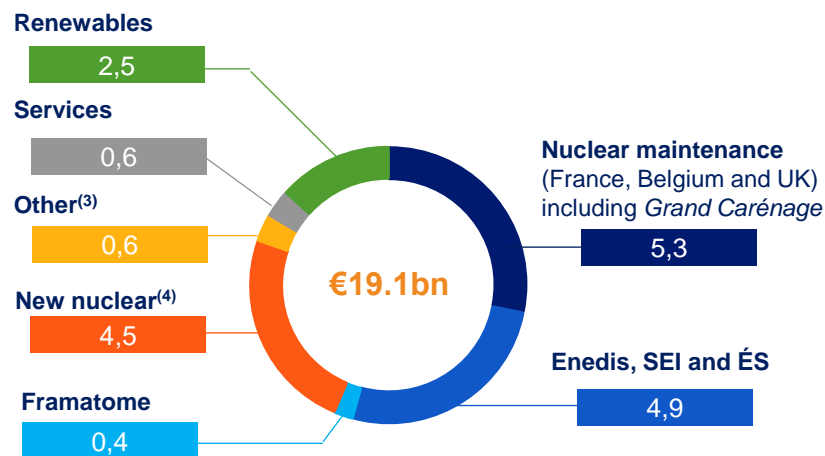 Renewables
2,5
Services
0,6
Other(3)
0,6
New nuclear(4)
4,5
Framatome
0,4
€19.1bn
Nuclear maintenance
(France, Belgium and UK)
including Grand Carénage
5,3
Enedis, SEI and ÉS
4,9